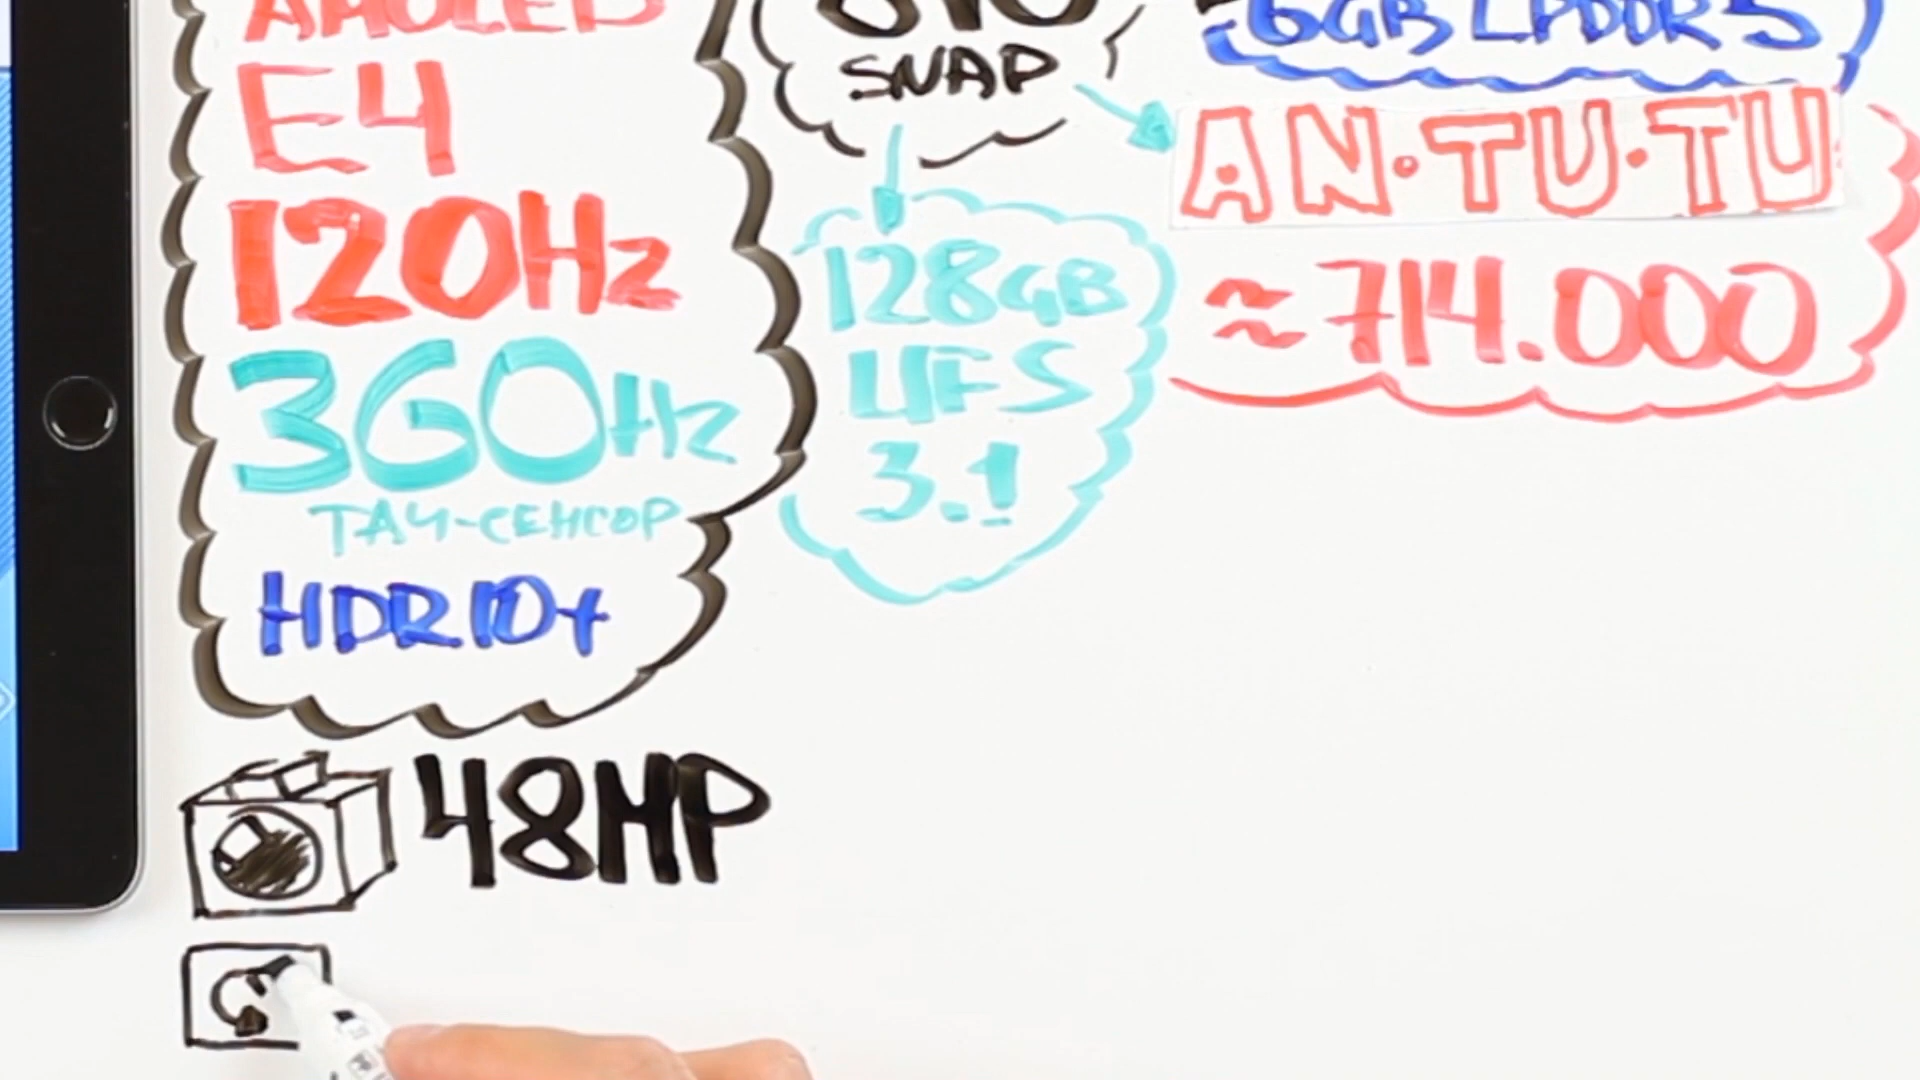 AMOLED
E4
120Hz
360Hz
ТАЧ-СЕНСОР
HDR10+
48MP
870
SNAP
128GB
UFS
3.1
6GB LPDDR5
AN·TU·TU
≈714.000